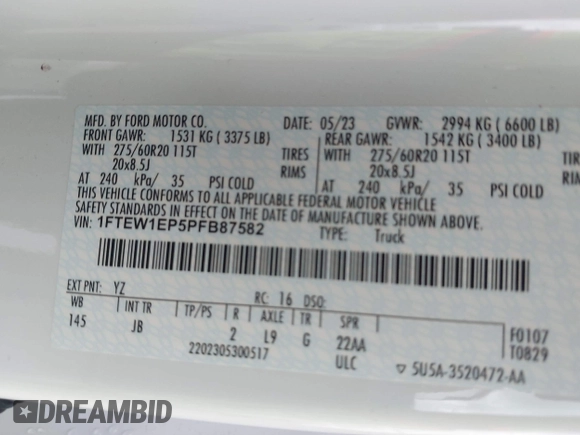 MFD. BY FORD MOTOR CO.
DATE: 05/23 GVWR: 2994 KG ( 6600 LB)
FRONT GAWR: 1531 KG ( 3375 LB)
REAR GAWR: 1542 KG ( 3400 LB)
WITH 275/60R20 115T TIRES
WITH 275/60R20 115T TIRE
20x8.5J RIMS
20x8.5J RIMS
AT 240 kPa/ 35 PSI COLD
AT 240 kPa/ 35 PSI COLD
THIS VEHICLE CONFORMS TO ALL APPLICABLE FEDERAL MOTOR VEHICLE
SAFETY STANDARDS IN EFFECT ON THE DATE OF MANUFACTURE SHOWN ABOVE.
VIN: 1FTEW1EP5PFB87582 TYPE: Truck
EXT PNT: YZ RC: 16 DSO:
WB INT TR TP/PS R AXLE TR SPR
145 JB 2 L9 G 22AA
F0107
T0829
2202305300517 ULC
5U5A-3520472-AA
DREAMBID